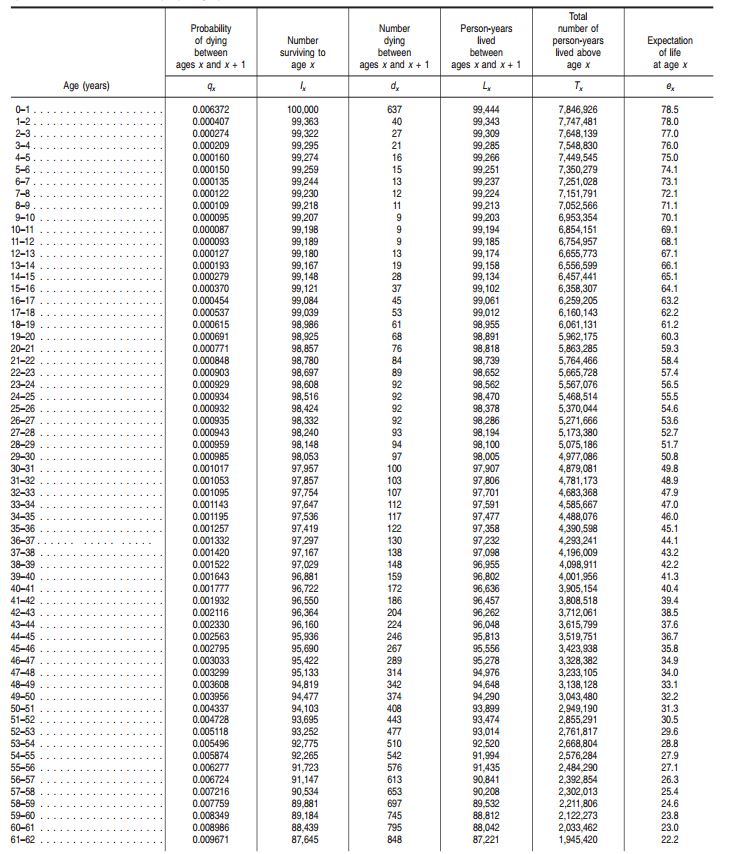 Age (years)
Probability
of dying
between
ages x and x + 1
Number
surviving to
age x
Number
dying
between
ages x and x + 1
Person-years
lived
between
ages x and x + 1
Total
number of
person-years
lived above
age x
Expectation
of life
at age x
qx lx dx Lx Tx ex
0–1 0.006372 100,000 637 99,444 7,846,926 78.5
1–2 0.000407 99,363 40 99,343 7,747,481 78.0
2–3 0.000274 99,322 27 99,309 7,648,139 77.0
3–4 0.000209 99,295 21 99,285 7,548,830 76.0
4–5 0.000160 99,274 16 99,266 7,449,545 75.0
5–6 0.000150 99,259 15 99,251 7,350,279 74.1
6–7 0.000135 99,244 13 99,237 7,251,028 73.1
7–8 0.000122 99,230 12 99,224 7,151,791 72.1
8–9 0.000109 99,218 11 99,213 7,052,566 71.1
9–10 0.000095 99,207 9 99,203 6,953,354 70.1
10–11 0.000087 99,198 9 99,194 6,854,151 69.1
11–12 0.000093 99,189 9 99,185 6,754,957 68.1
12–13 0.000127 99,180 13 99,174 6,655,773 67.1
13–14 0.000193 99,167 19 99,158 6,556,599 66.1
14–15 0.000279 99,148 28 99,134 6,457,441 65.1
15–16 0.000370 99,121 37 99,102 6,358,307 64.1
16–17 0.000454 99,084 45 99,061 6,259,205 63.2
17–18 0.000537 99,039 53 99,012 6,160,143 62.2
18–19 0.000615 98,986 61 98,955 6,061,131 61.2
19–20 0.000691 98,925 68 98,891 5,962,175 60.3
20–21 0.000771 98,857 76 98,818 5,863,285 59.3
21–22 0.000848 98,780 84 98,739 5,764,466 58.4
22–23 0.000903 98,697 89 98,652 5,665,728 57.4
23–24 0.000929 98,608 92 98,562 5,567,076 56.5
24–25 0.000934 98,516 92 98,470 5,468,514 55.5
25–26 0.000932 98,424 92 98,378 5,370,044 54.6
26–27 0.000935 98,332 92 98,286 5,271,666 53.6
27–28 0.000943 98,240 93 98,194 5,173,380 52.7
28–29 0.000959 98,148 94 98,100 5,075,186 51.7
29–30 0.000985 98,053 97 98,005 4,977,086 50.8
30–31 0.001017 97,957 100 97,907 4,879,081 49.8
31–32 0.001053 97,857 103 97,806 4,781,173 48.9
32–33 0.001095 97,754 107 97,701 4,683,368 47.9
33–34 0.001143 97,647 112 97,591 4,585,667 47.0
34–35 0.001195 97,536 117 97,477 4,488,076 46.0
35–36 0.001257 97,419 122 97,358 4,390,598 45.1
36–37 0.001332 97,297 130 97,232 4,293,241 44.1
37–38 0.001420 97,167 138 97,098 4,196,009 43.2
38–39 0.001522 97,029 148 96,955 4,098,911 42.2
39–40 0.001643 96,881 159 96,802 4,001,956 41.3
40–41 0.001777 96,722 172 96,636 3,905,154 40.4
41–42 0.001932 96,550 186 96,457 3,808,518 39.4
42–43 0.002116 96,364 204 96,262 3,712,061 38.5
43–44 0.002330 96,160 224 96,048 3,615,799 37.6
44–45 0.002563 95,936 246 95,813 3,519,751 36.7
45–46 0.002795 95,690 267 95,556 3,423,938 35.8
46–47 0.003033 95,422 289 95,278 3,328,382 34.9
47–48 0.003299 95,133 314 94,976 3,233,105 34.0
48–49 0.003608 94,819 342 94,648 3,138,128 33.1
49–50 0.003956 94,477 374 94,290 3,043,480 32.2
50–51 0.004337 94,103 408 93,899 2,949,190 31.3
51–52 0.004728 93,695 443 93,474 2,855,291 30.5
52–53 0.005118 93,252 477 93,014 2,761,817 29.6
53–54 0.005496 92,775 510 92,520 2,668,804 28.8
54–55 0.005874 92,265 542 91,994 2,576,284 27.9
55–56 0.006277 91,723 576 91,435 2,484,290 27.1
56–57 0.006724 91,147 613 90,841 2,392,854 26.3
57–58 0.007216 90,534 653 90,208 2,302,013 25.4
58–59 0.007759 89,881 697 89,532 2,211,806 24.6
59–60 0.008349 89,184 745 88,812 2,122,273 23.8
60–61 0.008986 88,439 795 88,042 2,033,462 23.0
61–62 0.009671 87,645 848 87,221 1,945,420 22.2